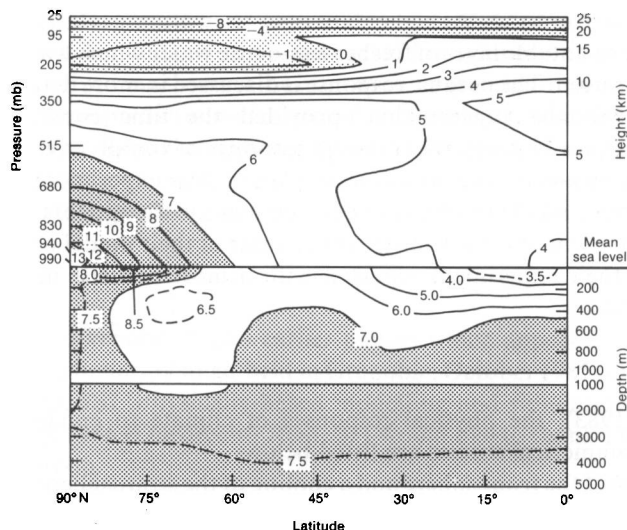 25 −8 25
−4 20
95 −1 0 1 15
205 2 3 4 10
350 5 5
515 6 5
680 7
830 8 9 10 11
940 4 Mean
990 13 12 sea level
8.0 4.0 3.5
7.5 8.5 6.5 5.0 200
6.0 400
7.0 600
800
1000
1000
2000
3000
7.5 4000
5000
Pressure (mb)
Height (km)
Depth (m)
90° N 75° 60° 45° 30° 15° 0°
Latitude